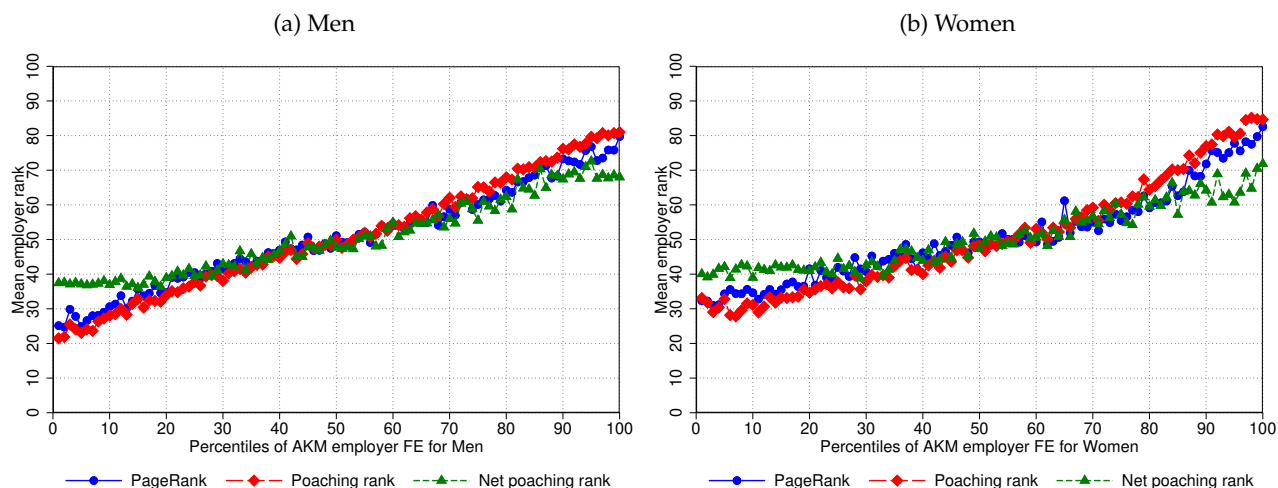 (a) Men
Mean employer rank
100
90
80
70
60
50
40
30
20
10
0
0 10 20 30 40 50 60 70 80 90 100
Percentiles of AKM employer FE for Men
PageRank Poaching rank Net poaching rank
(b) Women
Mean employer rank
100
90
80
70
60
50
40
30
20
10
0
0 10 20 30 40 50 60 70 80 90 100
Percentiles of AKM employer FE for Women
PageRank Poaching rank Net poaching rank